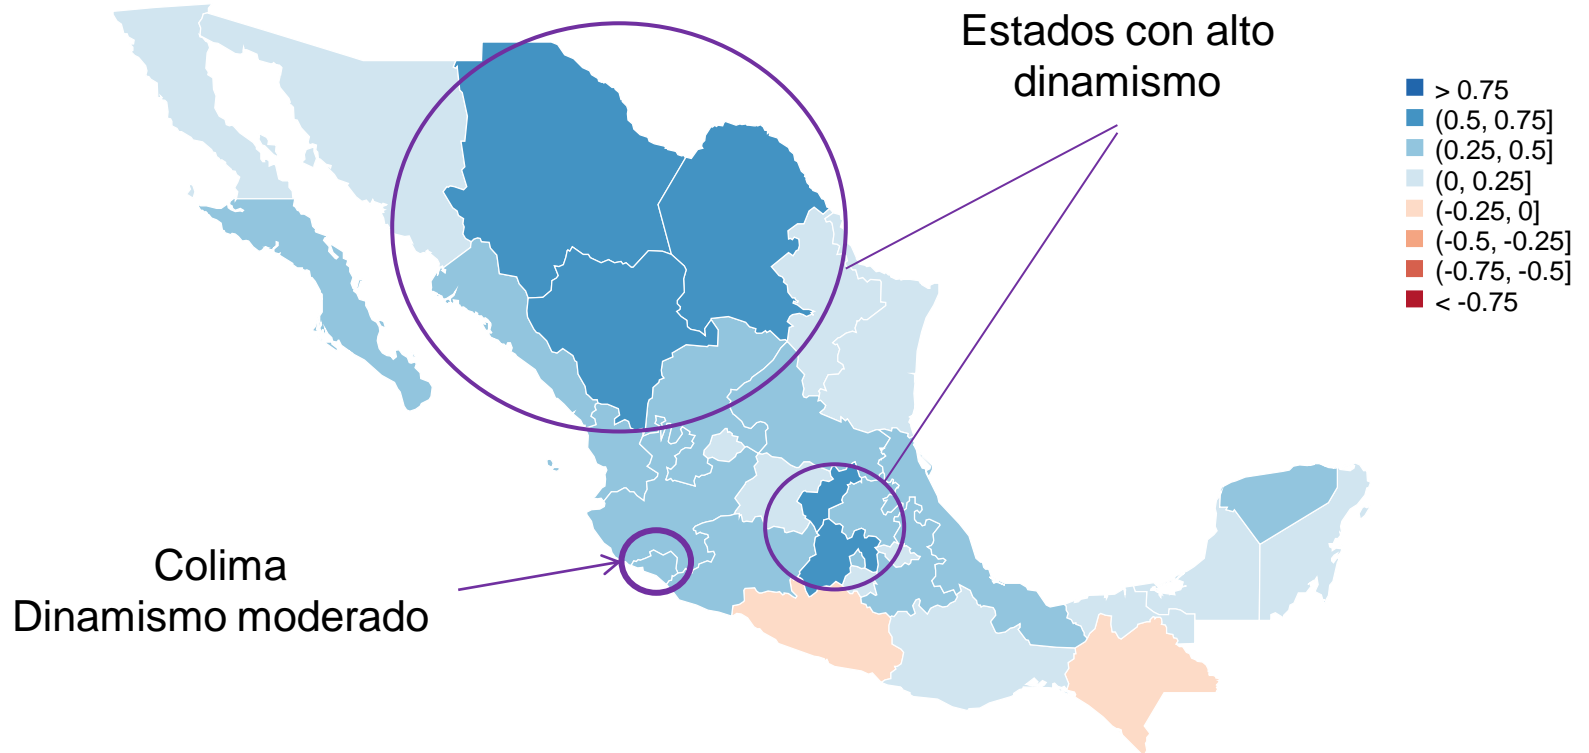 Estados con alto
dinamismo
> 0.75
(0.5, 0.75]
(0.25, 0.5]
(0, 0.25]
(-0.25, 0]
(-0.5, -0.25]
(-0.75, -0.5]
< -0.75
Colima
Dinamismo moderado